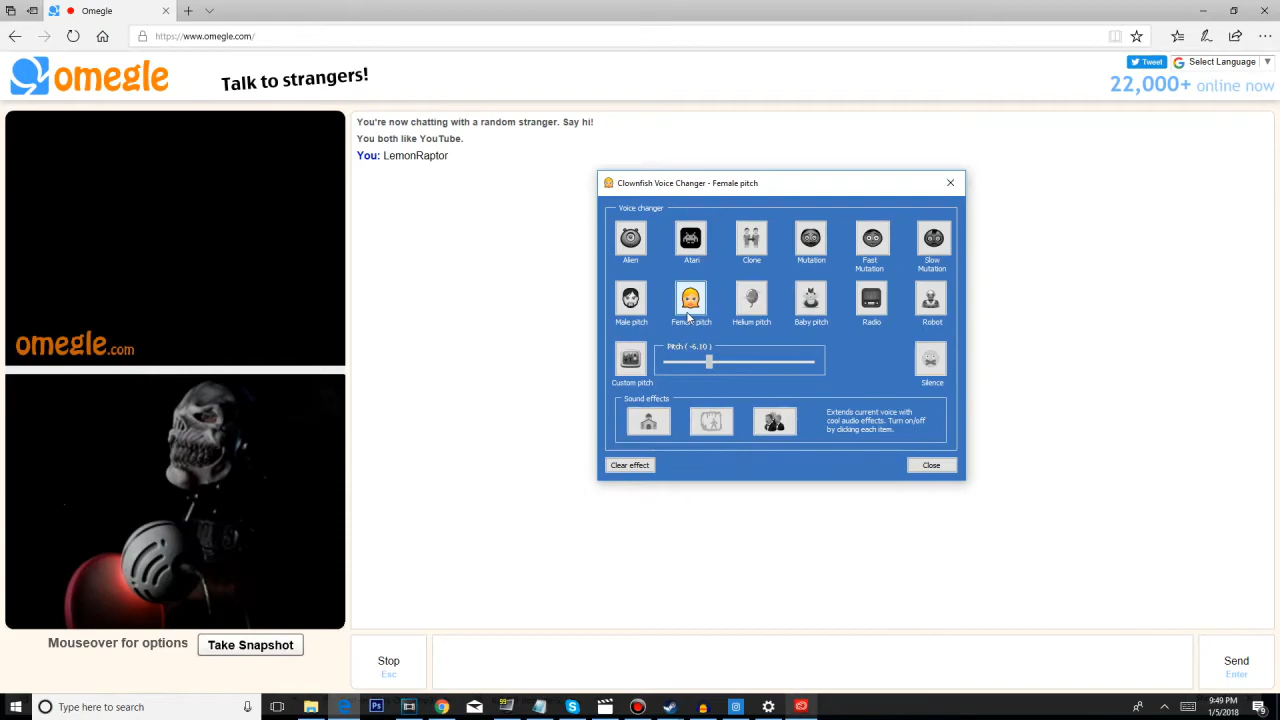 Omegle
https://www.omegle.com/
omegle
Talk to strangers!
Tweet
Select Language
22,000+ online now
You're now chatting with a random stranger. Say hi!
You both like YouTube.
You: LemonRaptor
omegle.com
Clownfish Voice Changer - Female pitch
Voice changer
Alien
Atari
Clone
Mutation
Fast
Mutation
Slow
Mutation
Male pitch
Female pitch
Helium pitch
Baby pitch
Radio
Robot
Pitch ( -6.10 )
Custom pitch
Silence
Sound effects
Extends current voice with
cool audio effects. Turn on/off
by clicking each item.
Clear effect
Close
Mouseover for options
Take Snapshot
Stop
Esc
Send
Enter
Type here to search
9:49 PM
1/5/2018